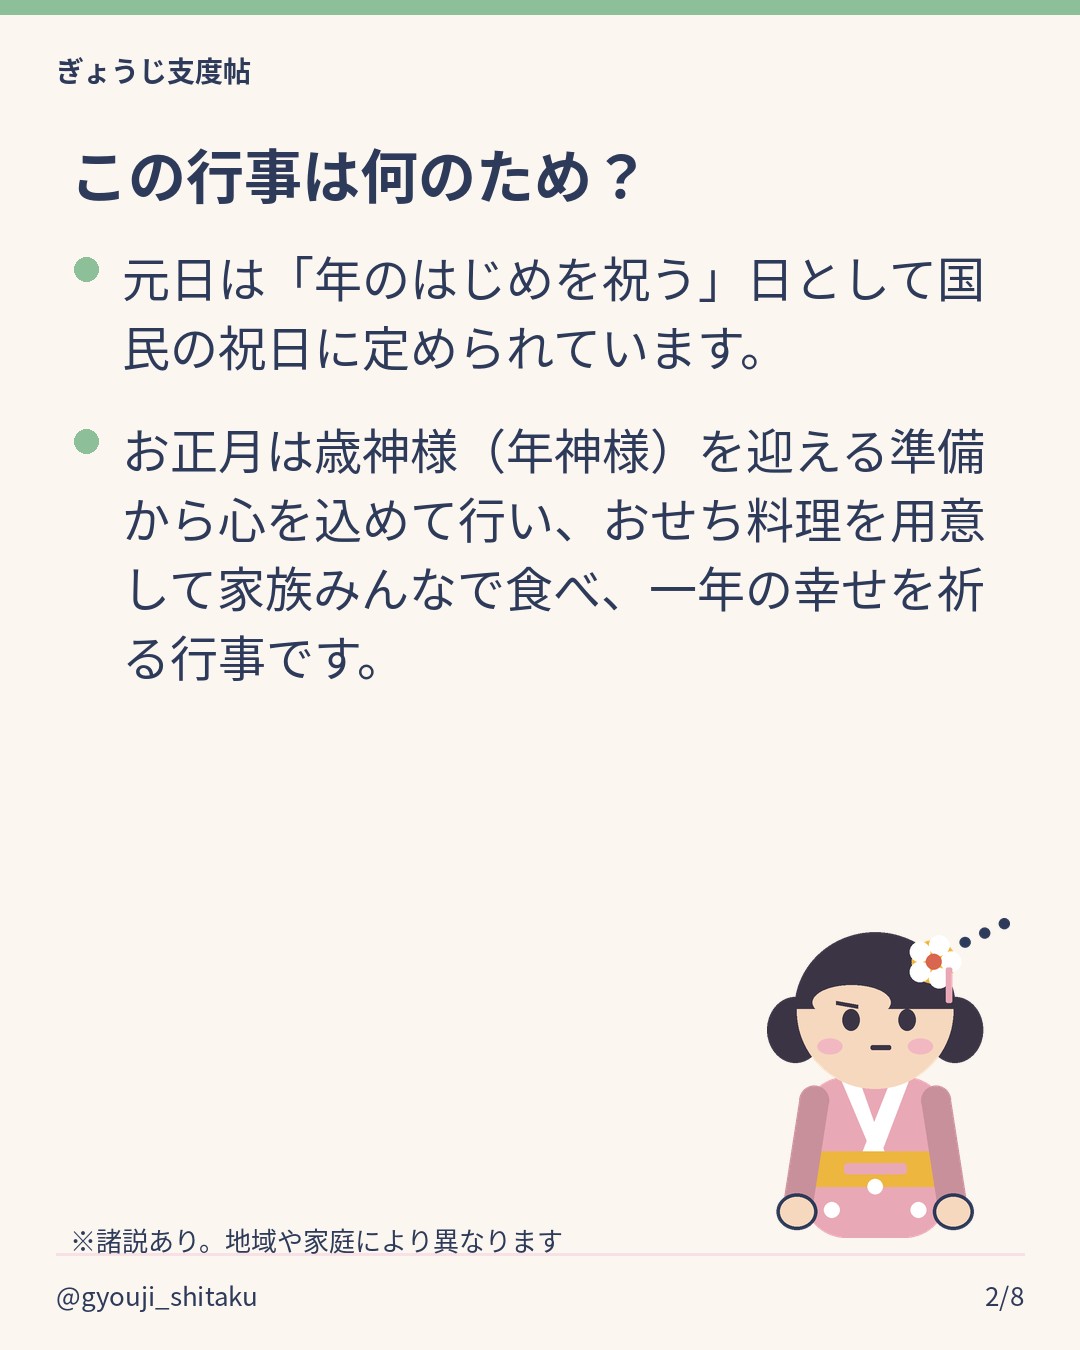 ぎょうじ支度帖
この行事は何のため？
元日は「年のはじめを祝う」日として国
民の祝日に定められています。
お正月は歳神様（年神様）を迎える準備
から心を込めて行い、おせち料理を用意
して家族みんなで食べ、一年の幸せを祈
る行事です。
※諸説あり。地域や家庭により異なります
@gyouji_shitaku
2/8